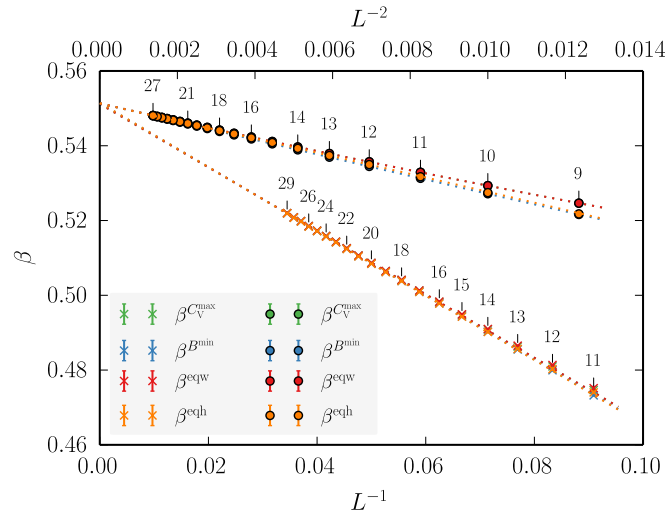 L⁻²
0.000 0.002 0.004 0.006 0.008 0.010 0.012 0.014
0.56
0.54
0.52
0.50
0.48
0.46
β
27 21 18 16 14 13 12 11 10 9
29 26 24 22 20 18 16 15 14 13 12 11
β^{C_V^{max}} β^{C_V^{max}}
β^{B^{min}} β^{B^{min}}
β^{eqw} β^{eqw}
β^{eqh} β^{eqh}
0.00 0.02 0.04 0.06 0.08 0.10
L⁻¹